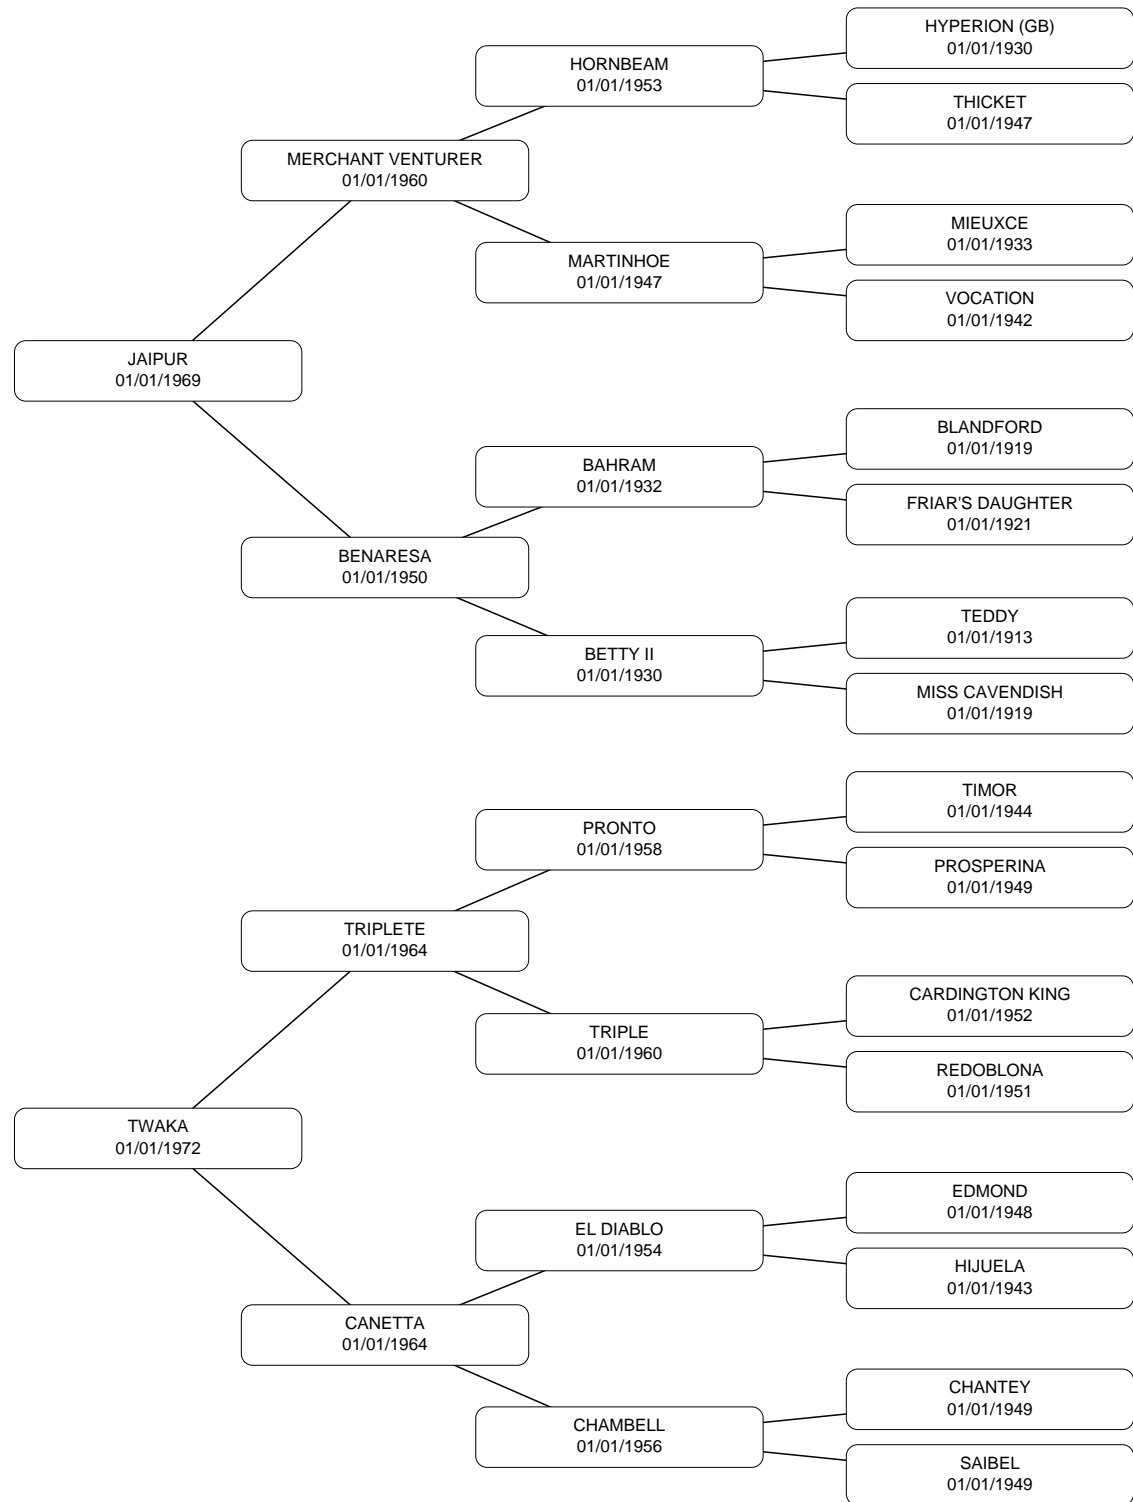 HYPERION (GB)
01/01/1930
HORNBEAM
01/01/1953
THICKET
01/01/1947
MERCHANT VENTURER
01/01/1960
MIEUXCE
01/01/1933
MARTINHOE
01/01/1947
VOCATION
01/01/1942
JAIPUR
01/01/1969
BLANDFORD
01/01/1919
BAHRAM
01/01/1932
FRIAR'S DAUGHTER
01/01/1921
BENARESA
01/01/1950
TEDDY
01/01/1913
BETTY II
01/01/1930
MISS CAVENDISH
01/01/1919
TIMOR
01/01/1944
PRONTO
01/01/1958
PROSPERINA
01/01/1949
TRIPLETE
01/01/1964
CARDINGTON KING
01/01/1952
TRIPLE
01/01/1960
REDOBLONA
01/01/1951
TWAKA
01/01/1972
EDMOND
01/01/1948
EL DIABLO
01/01/1954
HIJUELA
01/01/1943
CANETTA
01/01/1964
CHANTEY
01/01/1949
CHAMBELL
01/01/1956
SAIBEL
01/01/1949